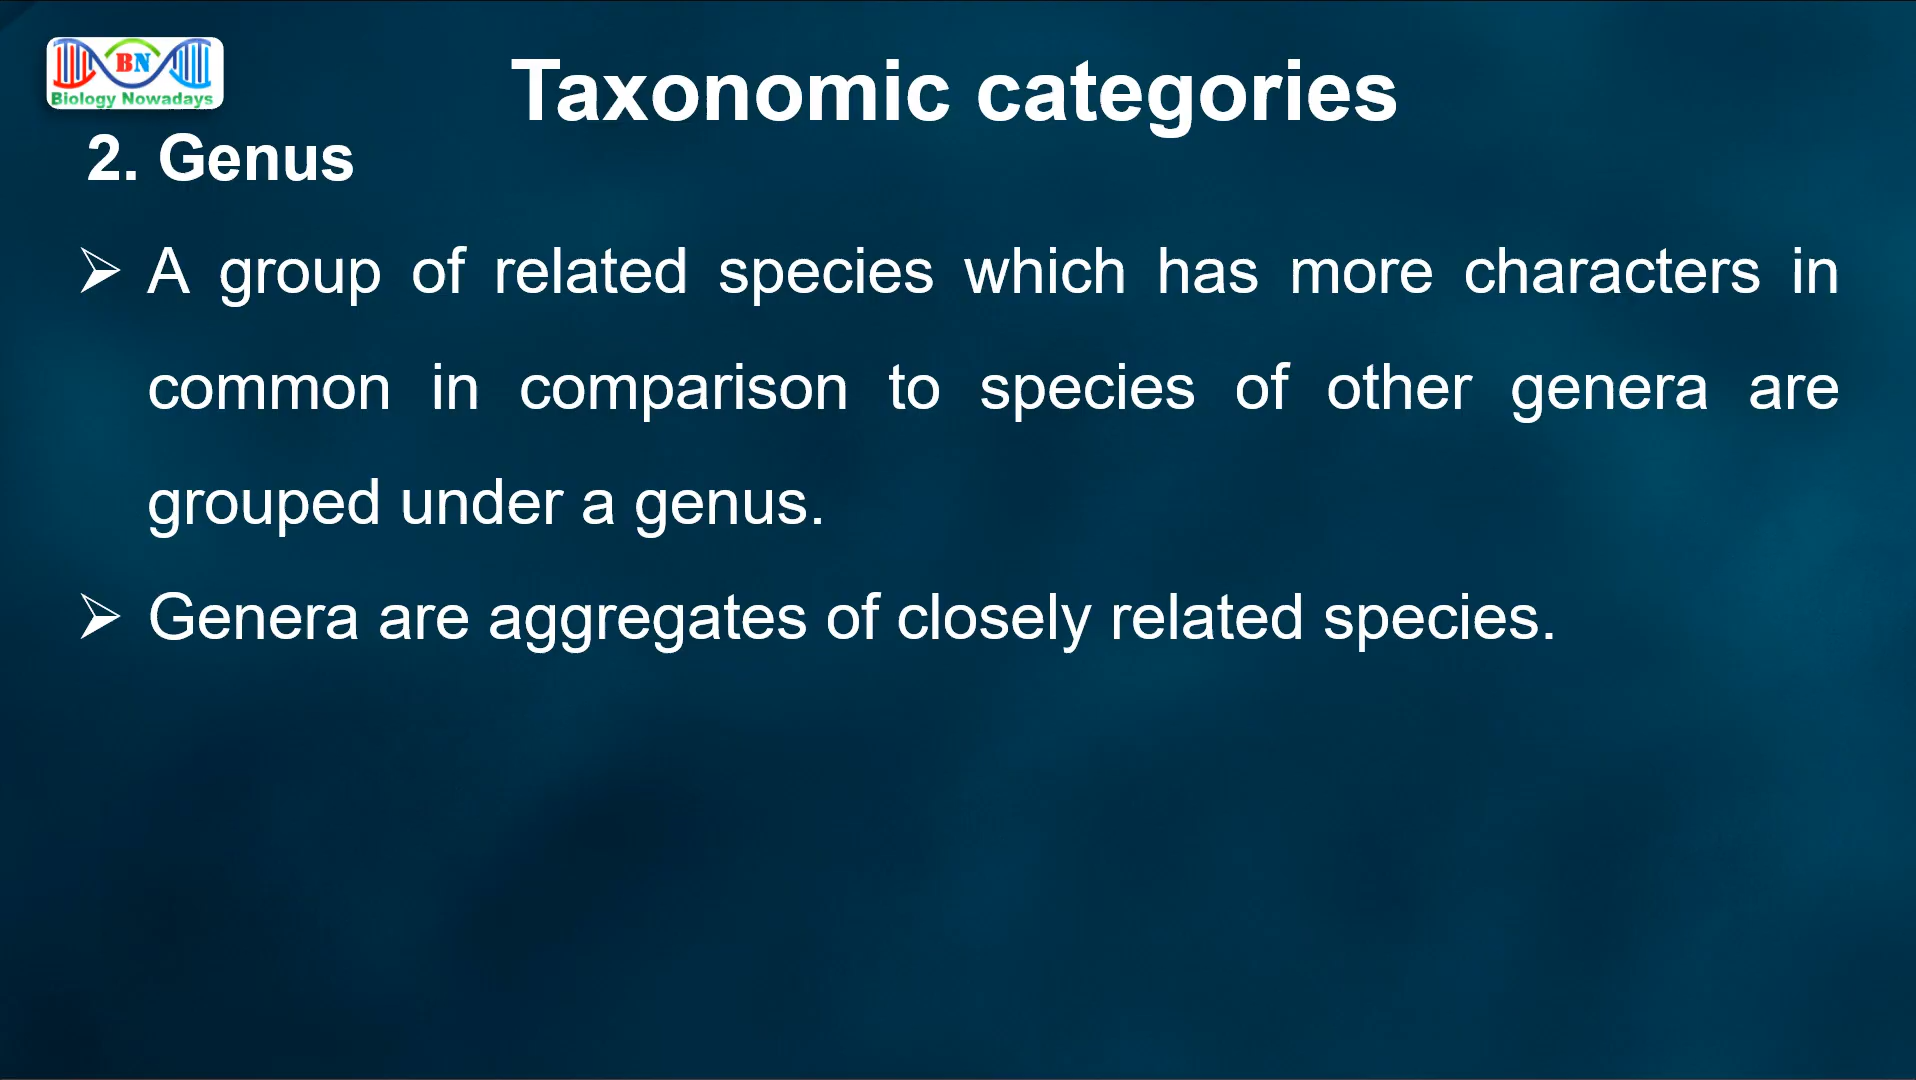 BN
Biology Nowadays
Taxonomic categories
2. Genus
➢ A group of related species which has more characters in
common in comparison to species of other genera are
grouped under a genus.
➢ Genera are aggregates of closely related species.